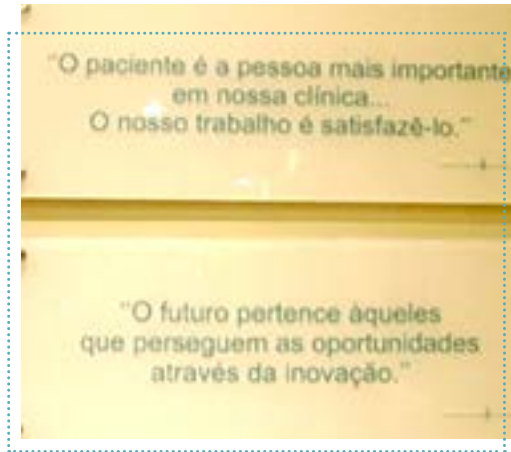 "O paciente é a pessoa mais importante
em nossa clínica...
O nosso trabalho é satisfazê-lo."
"O futuro pertence àqueles
que perseguem as oportunidades
através da inovação."